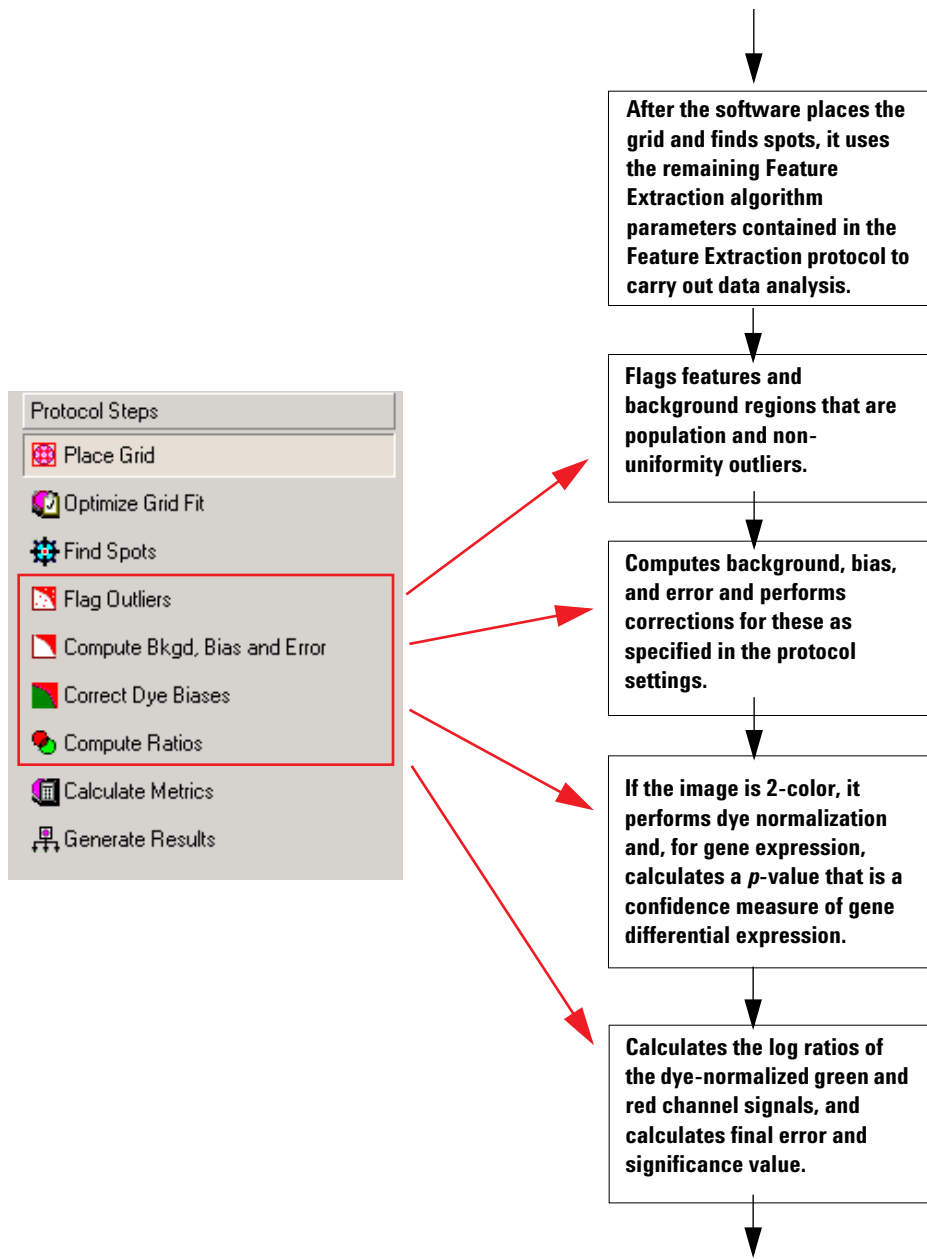 After the software places the
grid and finds spots, it uses
the remaining Feature
Extraction algorithm
parameters contained in the
Feature Extraction protocol to
carry out data analysis.
Flags features and
background regions that are
population and non-
uniformity outliers.
Protocol Steps
Place Grid
Optimize Grid Fit
Find Spots
Flag Outliers
Compute Bkgd, Bias and Error
Correct Dye Biases
Compute Ratios
Calculate Metrics
Generate Results
Computes background, bias,
and error and performs
corrections for these as
specified in the protocol
settings.
If the image is 2-color, it
performs dye normalization
and, for gene expression,
calculates a p-value that is a
confidence measure of gene
differential expression.
Calculates the log ratios of
the dye-normalized green and
red channel signals, and
calculates final error and
significance value.